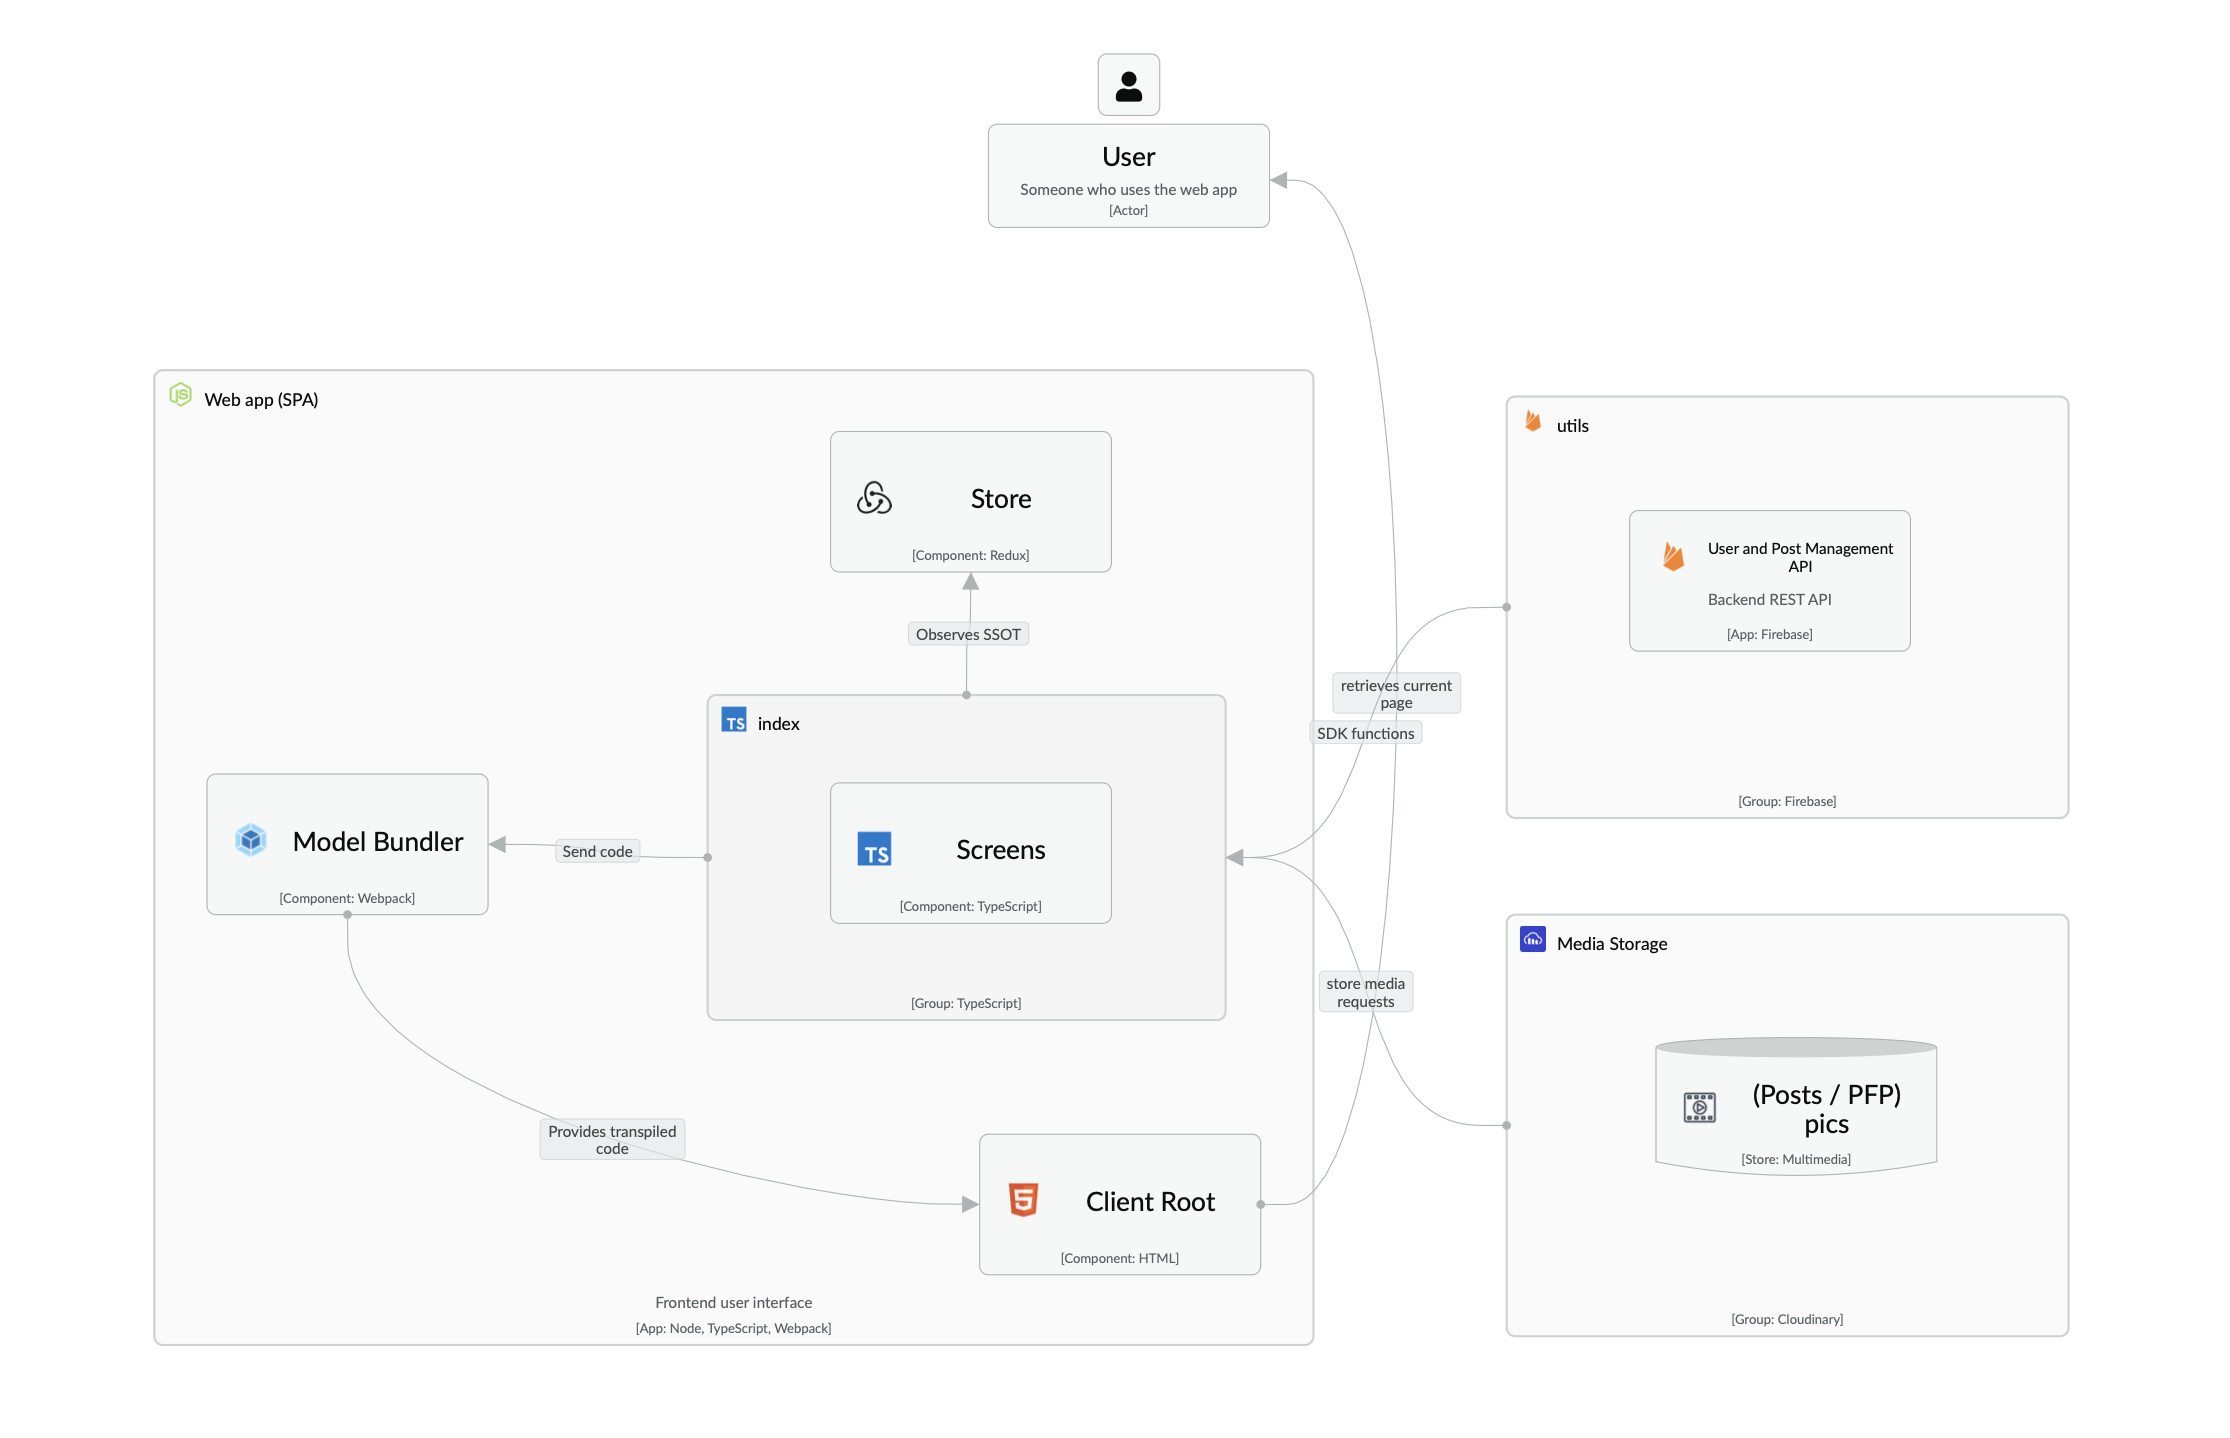 User
Someone who uses the web app
[Actor]
JS
Web app (SPA)
Store
[Component: Redux]
Observes SSOT
TS
index
TS
Screens
[Component: TypeScript]
[Group: TypeScript]
Model Bundler
[Component: Webpack]
Send code
Provides transpiled
code
5
Client Root
[Component: HTML]
Frontend user interface
[App: Node, TypeScript, Webpack]
retrieves current
page
SDK functions
store media
requests
utils
User and Post Management
API
Backend REST API
[App: Firebase]
[Group: Firebase]
Media Storage
(Posts / PFP)
pics
[Store: Multimedia]
[Group: Cloudinary]